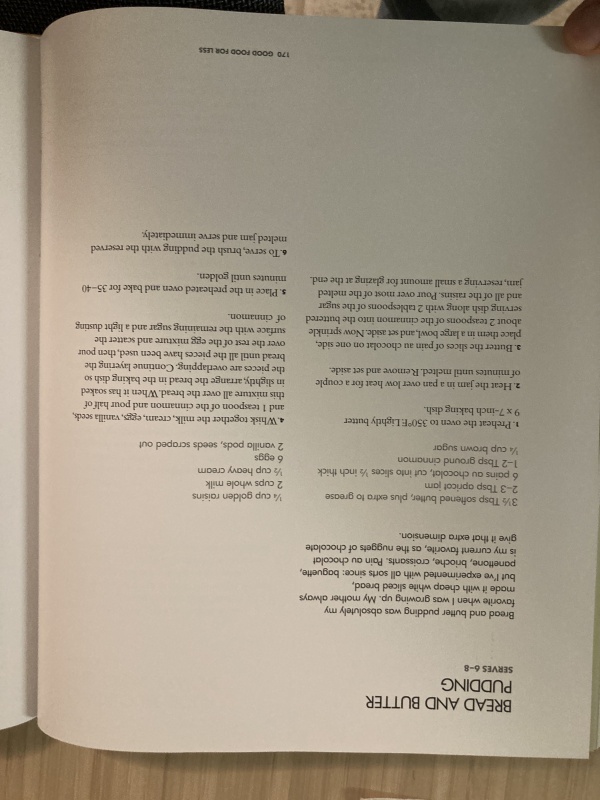 BREAD AND BUTTER
PUDDING
SERVES 6–8
Bread and butter pudding was absolutely my
favorite when I was growing up. My mother always
made it with cheap white sliced bread,
but I've experimented with all sorts since: baguette,
panettone, brioche, croissants. Pain au chocolat
is my current favorite, as the nuggets of chocolate
give it that extra dimension.
3½ Tbsp softened butter, plus extra to grease
2–3 Tbsp apricot jam
6 pains au chocolat, cut into slices ½ inch thick
1–2 Tbsp ground cinnamon
¼ cup brown sugar
¼ cup golden raisins
2 cups whole milk
½ cup heavy cream
6 eggs
2 vanilla pods, seeds scraped out
1. Preheat the oven to 350°F. Lightly butter
9 x 7-inch baking dish.
2. Heat the jam in a pan over low heat for a couple
of minutes until melted. Remove and set aside.
3. Butter the slices of pain au chocolat on one side,
place them in a large bowl, and set aside. Now sprinkle
about 2 teaspoons of the cinnamon into the buttered
serving dish along with 2 tablespoons of the sugar
and all of the raisins. Pour over most of the melted
jam, reserving a small amount for glazing at the end.
4. Whisk together the milk, cream, eggs, vanilla seeds,
and 1 teaspoon of the cinnamon and pour half of
this mixture all over the bread. When it has soaked
in slightly, arrange the bread in the baking dish so
the pieces are overlapping. Continue layering the
bread until all the pieces have been used, then pour
over the rest of the egg mixture and scatter the
surface with the remaining sugar and a light dusting
of cinnamon.
5. Place in the preheated oven and bake for 35–40
minutes until golden.
6. To serve, brush the pudding with the reserved
melted jam and serve immediately.
170 GOOD FOOD FOR LESS